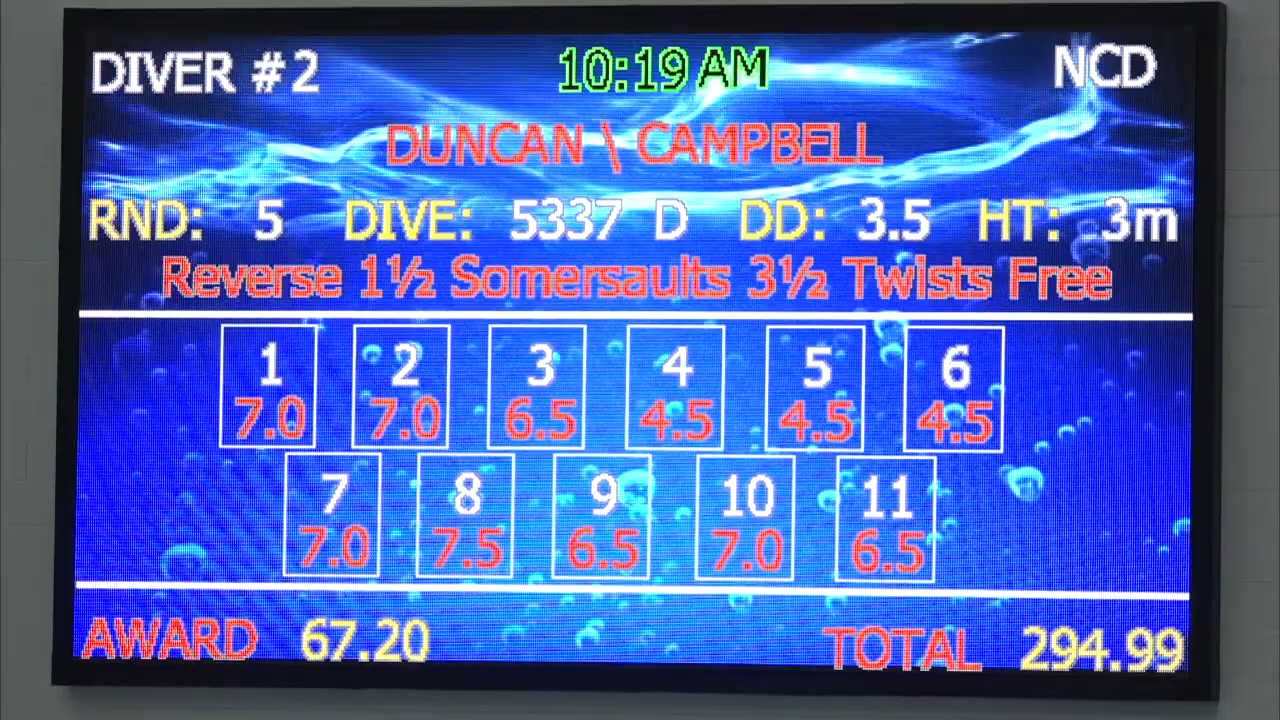 DIVER #2 10:19 AM NCD
DUNCAN \ CAMPBELL
RND: 5 DIVE: 5337 D DD: 3.5 HT: 3m
Reverse 1½ Somersaults 3½ Twists Free
1 2 3 4 5 6
7.0 7.0 6.5 4.5 4.5 4.5
7 8 9 10 11
7.0 7.5 6.5 7.0 6.5
AWARD 67.20 TOTAL 294.99